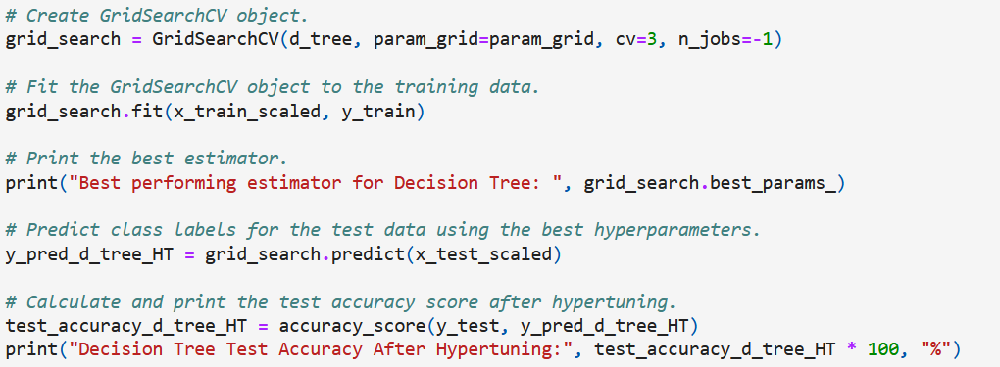 # Create GridSearchCV object.
grid_search = GridSearchCV(d_tree, param_grid=param_grid, cv=3, n_jobs=-1)
# Fit the GridSearchCV object to the training data.
grid_search.fit(x_train_scaled, y_train)
# Print the best estimator.
print("Best performing estimator for Decision Tree: ", grid_search.best_params_)
# Predict class labels for the test data using the best hyperparameters.
y_pred_d_tree_HT = grid_search.predict(x_test_scaled)
# Calculate and print the test accuracy score after hypertuning.
test_accuracy_d_tree_HT = accuracy_score(y_test, y_pred_d_tree_HT)
print("Decision Tree Test Accuracy After Hypertuning:", test_accuracy_d_tree_HT * 100, "%")